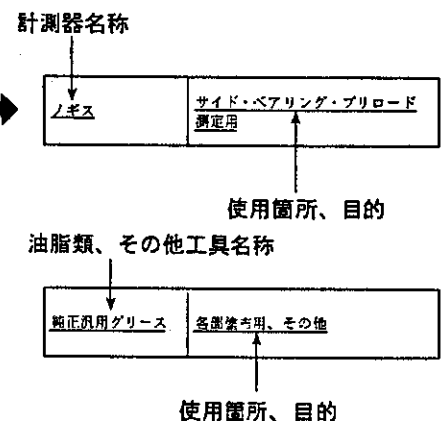 計測器名称
ノギス
サイド・ベアリング・プリロード
測定用
使用箇所、目的
油脂類、その他工具名称
純正汎用グリース
各部塗布用、その他
使用箇所、目的